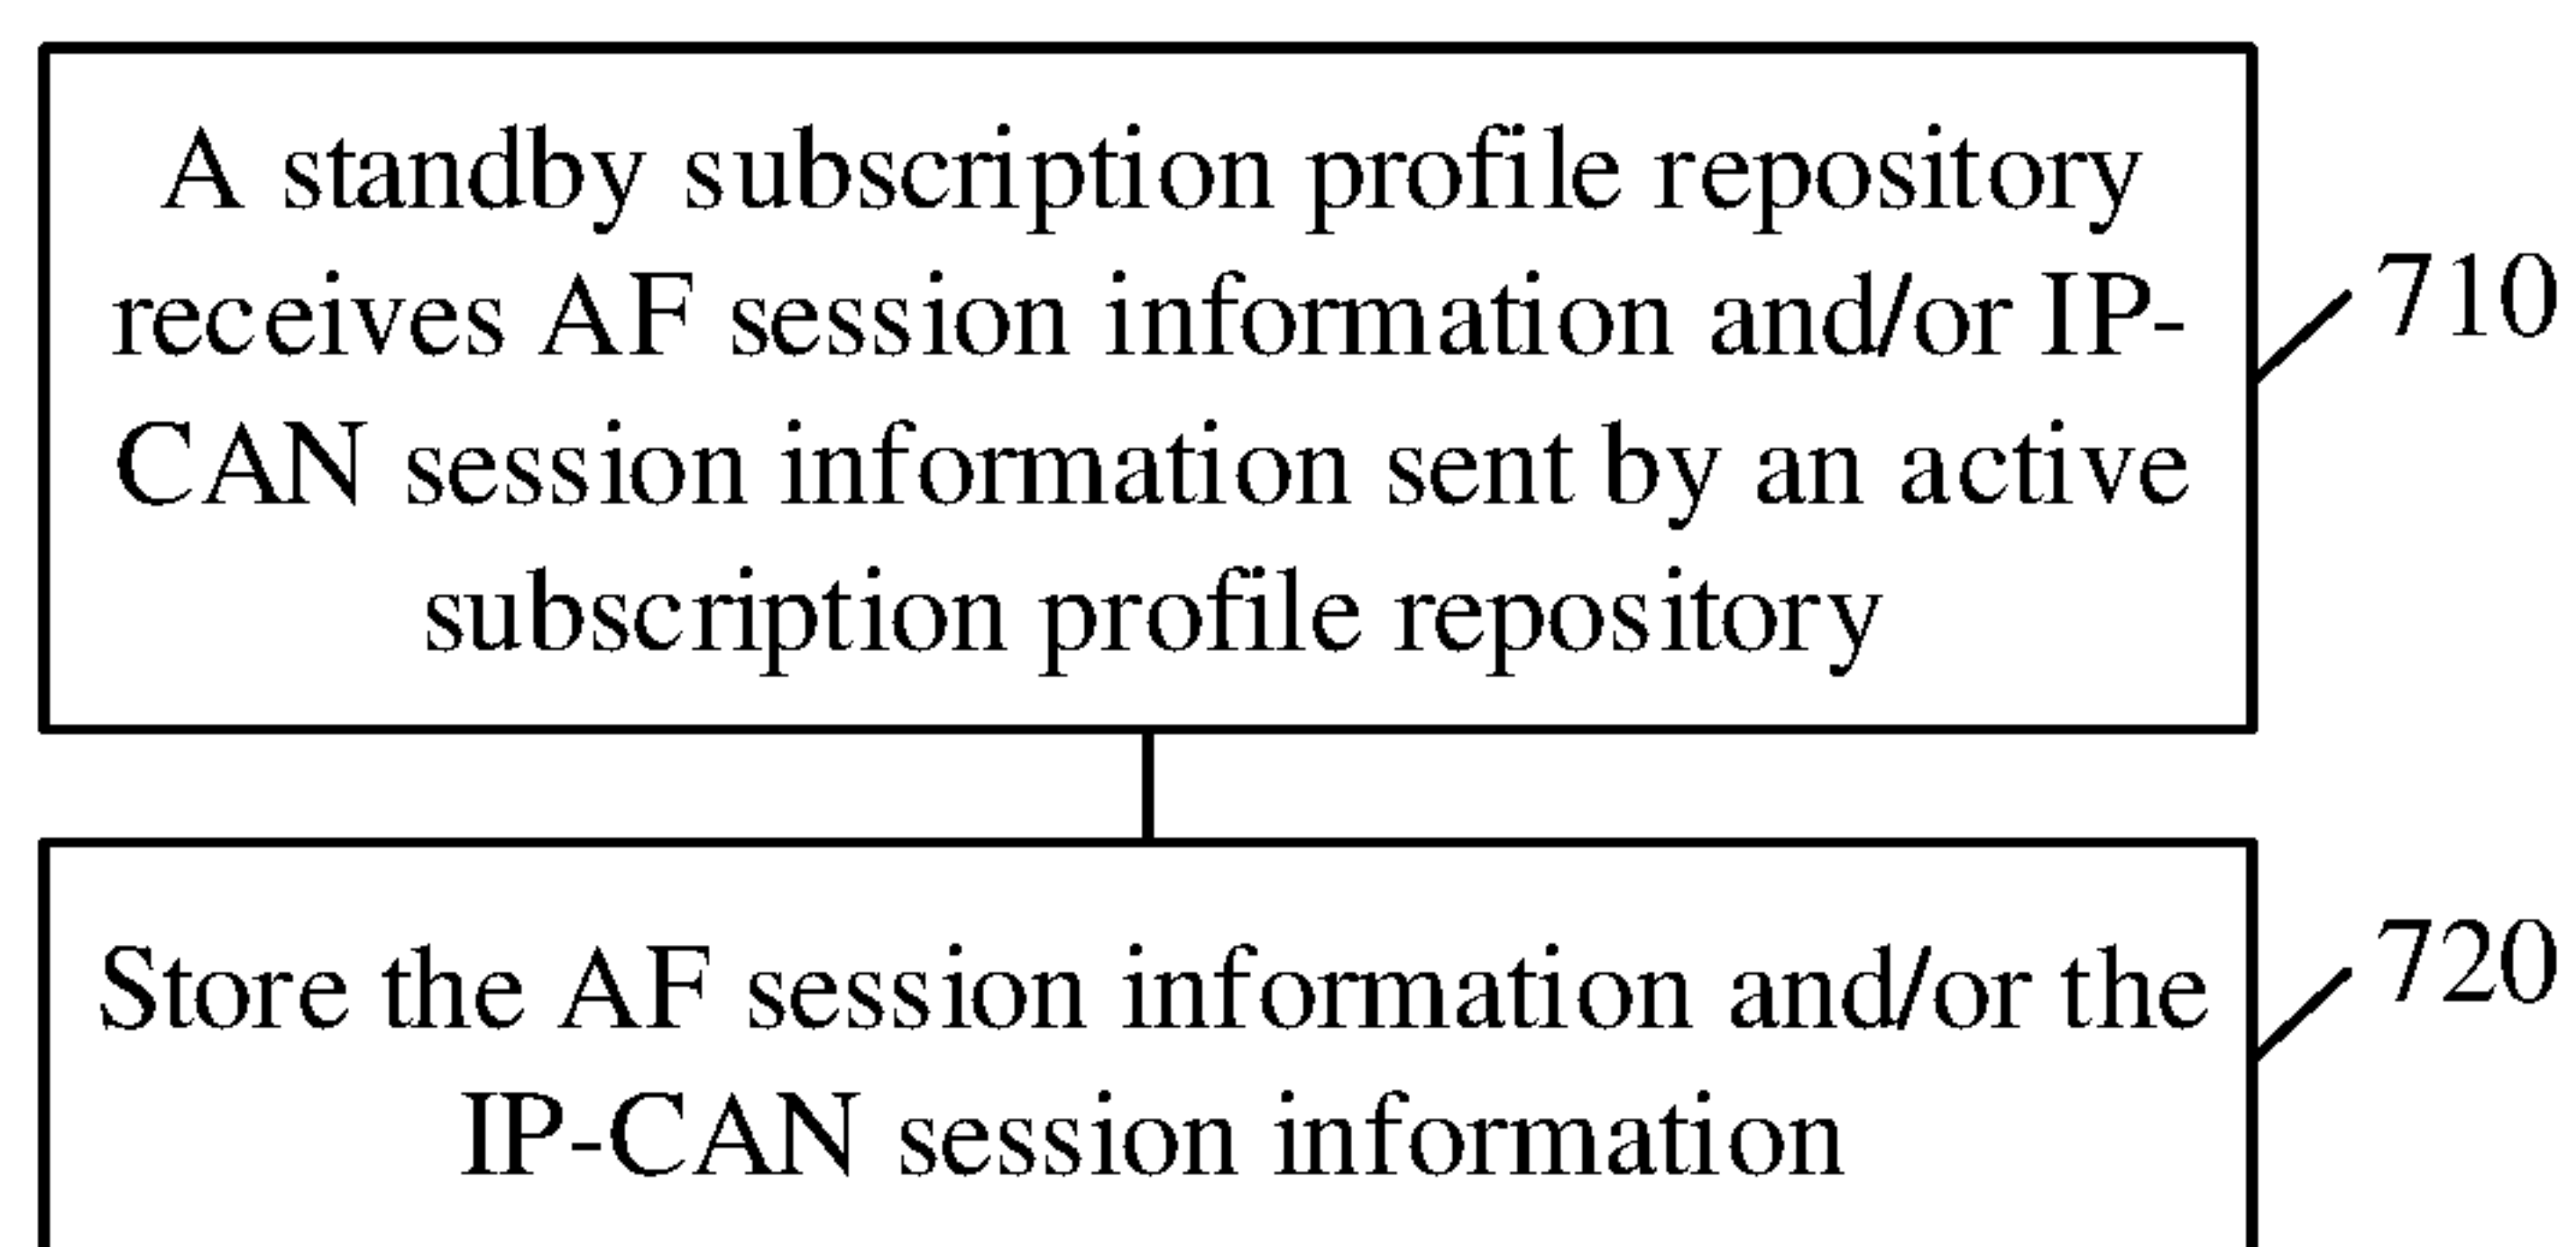 A standby subscription profile repository
receives AF session information and/or IP-
CAN session information sent by an active
subscription profile repository
710
Store the AF session information and/or the
IP-CAN session information
720